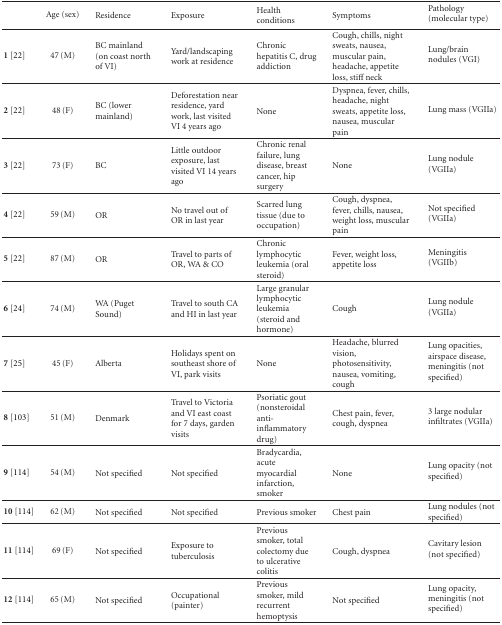 Age (sex) Residence Exposure Health conditions Symptoms Pathology (molecular type)
1 [22] 47 (M) BC mainland (on coast north of VI) Yard/landscaping work at residence Chronic hepatitis C, drug addiction Cough, chills, night sweats, nausea, muscular pain, headache, appetite loss, stiff neck Lung/brain nodules (VGI)
2 [22] 48 (F) BC (lower mainland) Deforestation near residence, yard work, last visited VI 4 years ago None Dyspnea, fever, chills, headache, night sweats, appetite loss, nausea, muscular pain Lung mass (VGIIa)
3 [22] 73 (F) BC Little outdoor exposure, last visited VI 14 years ago Chronic renal failure, lung disease, breast cancer, hip surgery None Lung nodule (VGIIa)
4 [22] 59 (M) OR No travel out of OR in last year Scarred lung tissue (due to occupation) Cough, dyspnea, fever, chills, nausea, weight loss, muscular pain Not specified (VGIIa)
5 [22] 87 (M) OR Travel to parts of OR, WA & CO Chronic lymphocytic leukemia (oral steroid) Fever, weight loss, appetite loss Meningitis (VGIIb)
6 [24] 74 (M) WA (Puget Sound) Travel to south CA and HI in last year Large granular lymphocytic leukemia (steroid and hormone) Cough Lung nodule (VGIIa)
7 [25] 45 (F) Alberta Holidays spent on southeast shore of VI, park visits None Headache, blurred vision, photosensitivity, nausea, vomiting, cough Lung opacities, airspace disease, meningitis (not specified)
8 [103] 51 (M) Denmark Travel to Victoria and VI east coast for 7 days, garden visits Psoriatic gout (nonsteroidal anti-inflammatory drug) Chest pain, fever, cough, dyspnea 3 large nodular infiltrates (VGIIa)
9 [114] 54 (M) Not specified Not specified Bradycardia, acute myocardial infarction, smoker None Lung opacity (not specified)
10 [114] 62 (M) Not specified Not specified Previous smoker Chest pain Lung nodules (not specified)
11 [114] 69 (F) Not specified Exposure to tuberculosis Previous smoker, total colectomy due to ulcerative colitis Cough, dyspnea Cavitary lesion (not specified)
12 [114] 65 (M) Not specified Occupational (painter) Previous smoker, mild recurrent hemoptysis Not specified Lung opacity, meningitis (not specified)